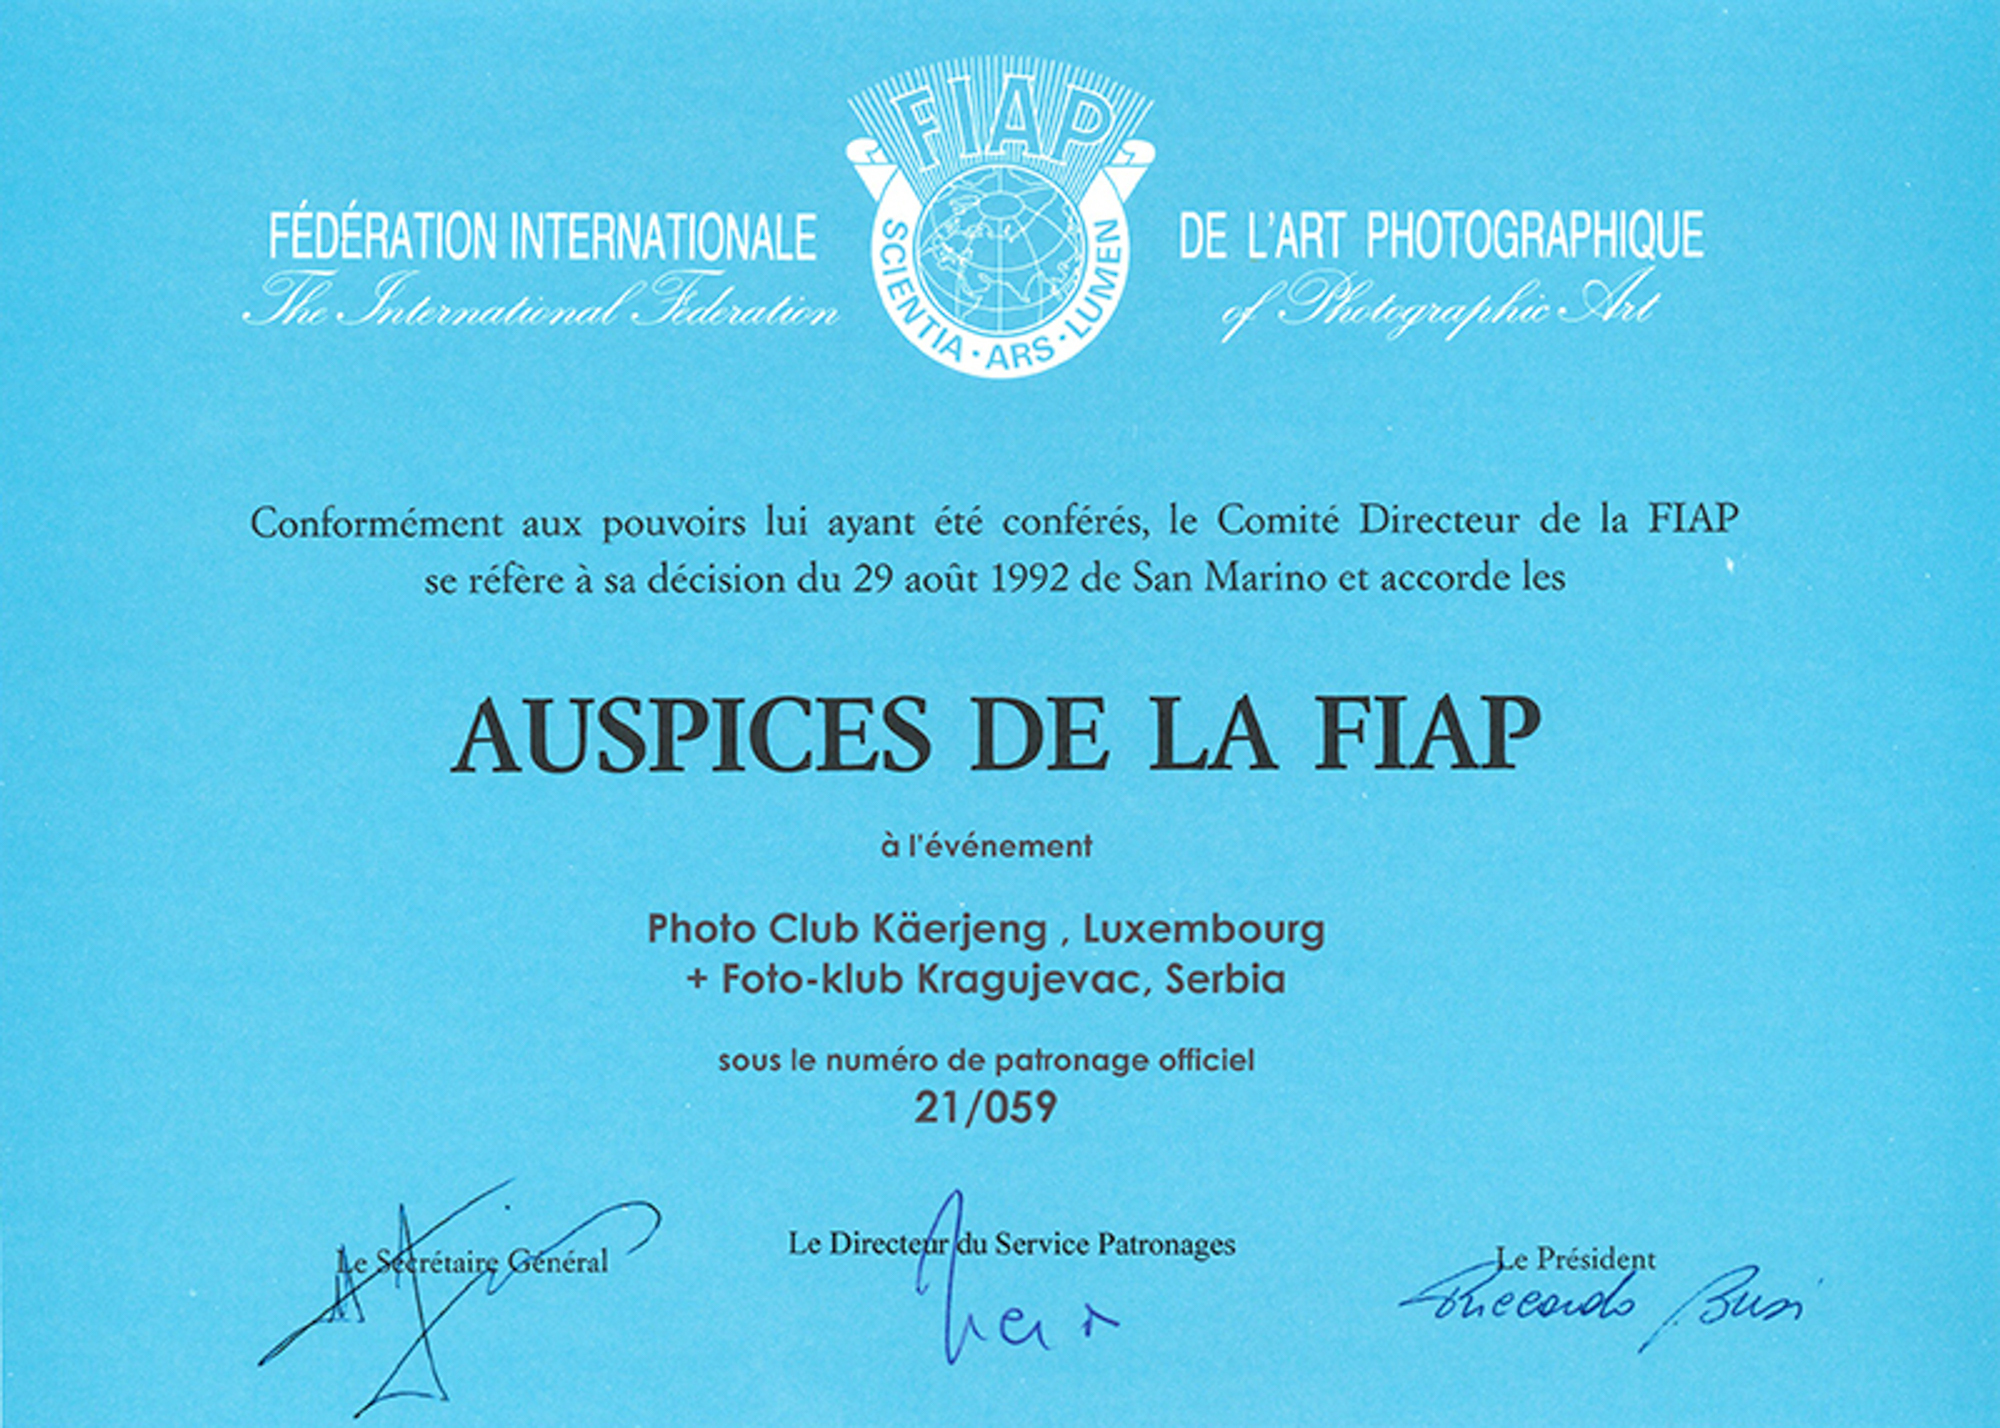 FIAP
SCIENTIA · ARS · LUMEN
FÉDÉRATION INTERNATIONALE DE L'ART PHOTOGRAPHIQUE
The International Federation of Photographic Art
Conformément aux pouvoirs lui ayant été conférés, le Comité Directeur de la FIAP
se réfère à sa décision du 29 août 1992 de San Marino et accorde les
AUSPICES DE LA FIAP
à l'événement
Photo Club Käerjeng , Luxembourg
+ Foto-klub Kragujevac, Serbia
sous le numéro de patronage officiel
21/059
Le Secrétaire Général
Le Directeur du Service Patronages
Le Président
Riccardo Busi